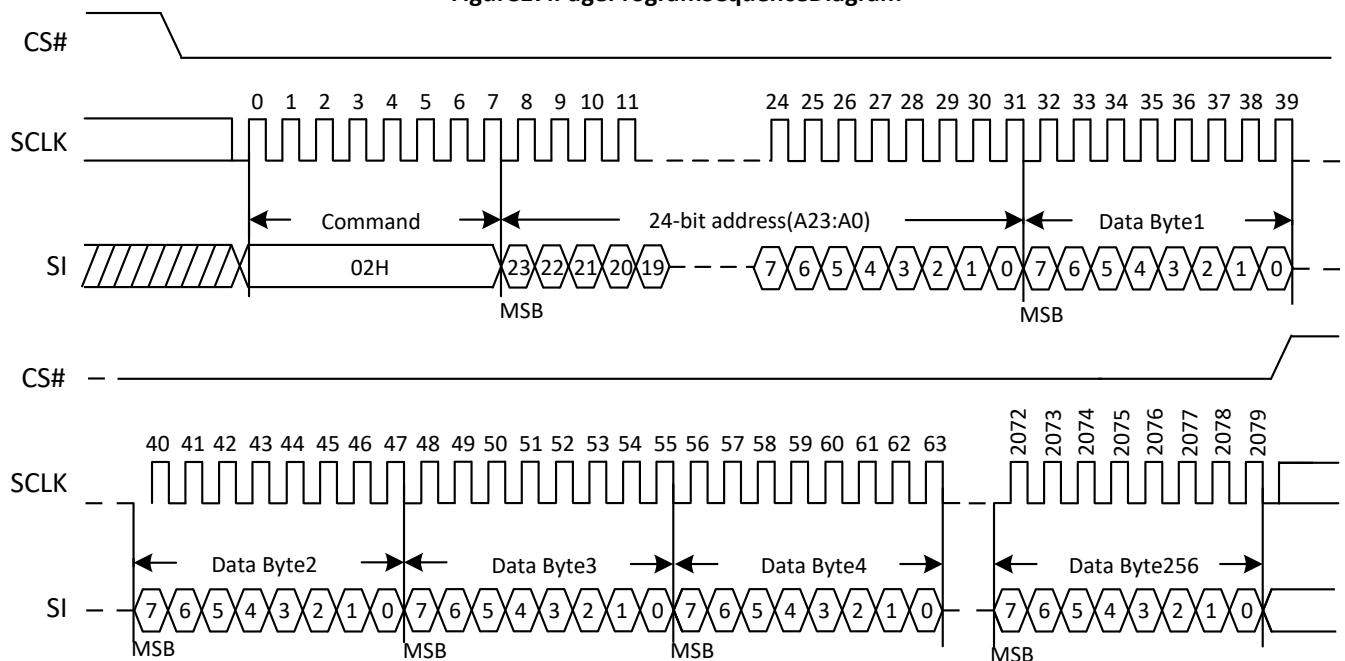 CS#
0 1 2 3 4 5 6 7 8 9 10 11 24 25 26 27 28 29 30 31 32 33 34 35 36 37 38 39
SCLK
Command 24-bit address(A23:A0) Data Byte1
SI 02H 23 22 21 20 19 7 6 5 4 3 2 1 0 7 6 5 4 3 2 1 0
MSB MSB
CS#
40 41 42 43 44 45 46 47 48 49 50 51 52 53 54 55 56 57 58 59 60 61 62 63 2072 2073 2074 2075 2076 2077 2078 2079
SCLK
Data Byte2 Data Byte3 Data Byte4 Data Byte256
SI 7 6 5 4 3 2 1 0 7 6 5 4 3 2 1 0 7 6 5 4 3 2 1 0 7 6 5 4 3 2 1 0
MSB MSB MSB MSB